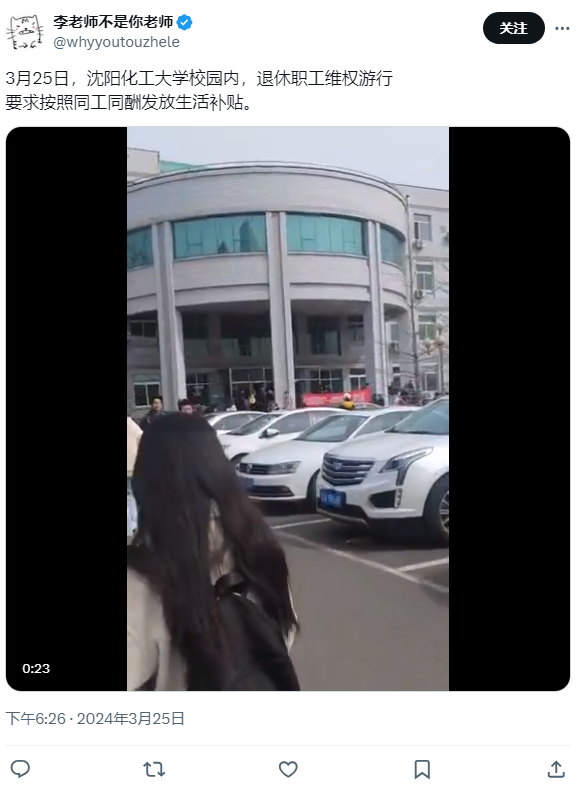 李老师不是你老师
@whyyoutouzhele
关注
3月25日，沈阳化工大学校园内，退休职工维权游行
要求按照同工同酬发放生活补贴。
0:23
下午6:26 · 2024年3月25日